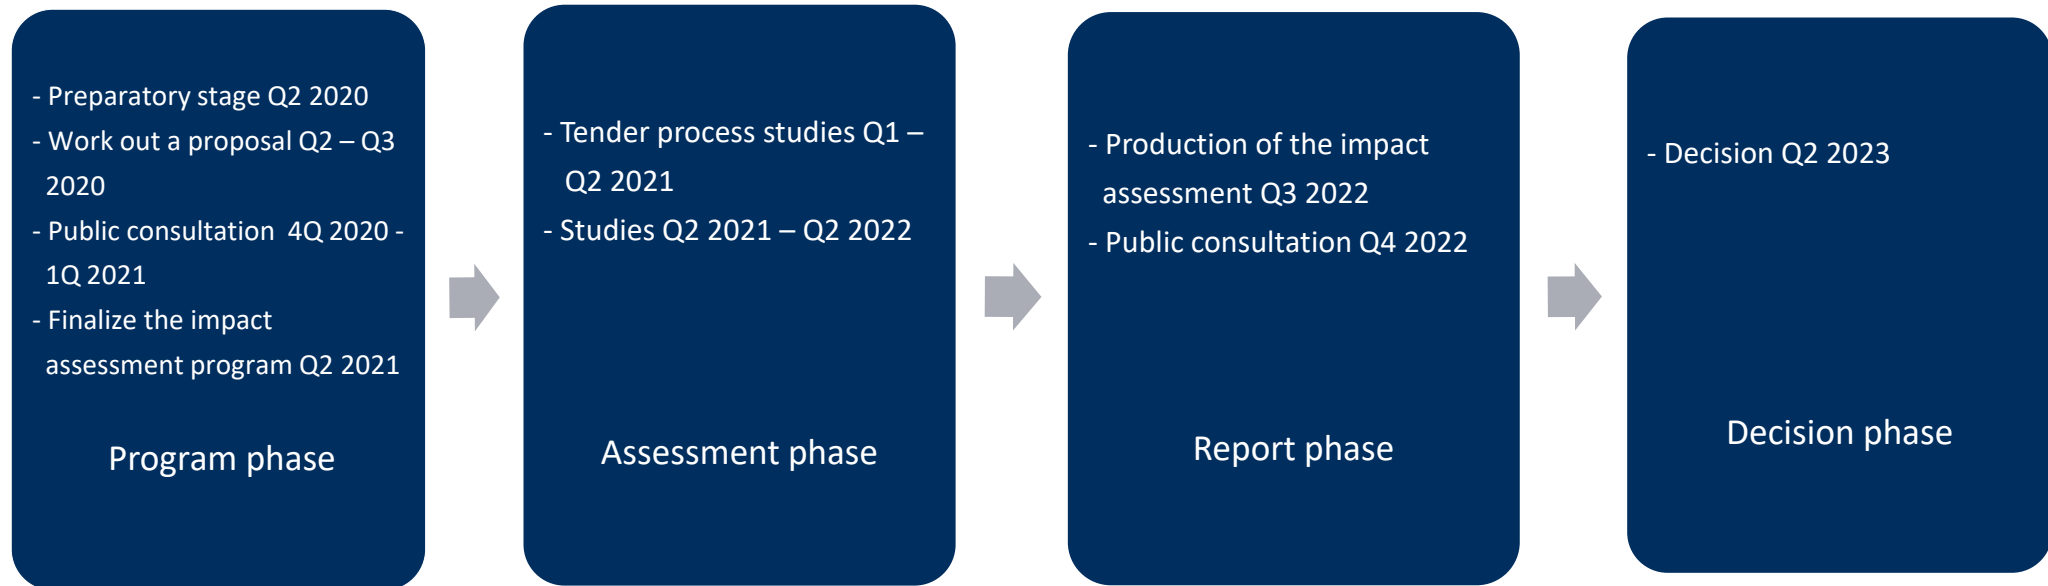 - Preparatory stage Q2 2020
- Work out a proposal Q2 – Q3
2020
- Public consultation  4Q 2020 -
1Q 2021
- Finalize the impact
assessment program Q2 2021
Program phase
- Tender process studies Q1 –
Q2 2021
- Studies Q2 2021 – Q2 2022
Assessment phase
- Production of the impact
assessment Q3 2022
- Public consultation Q4 2022
Report phase
- Decision Q2 2023
Decision phase